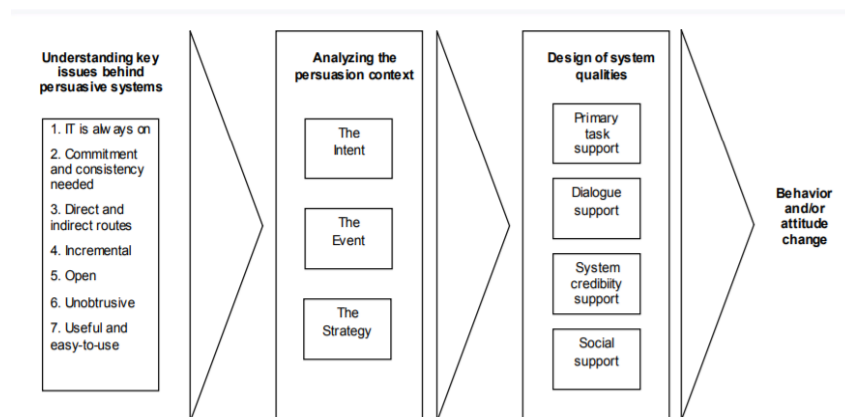 Understanding key
issues behind
persuasive systems
1. IT is always on
2. Commitment
and consistency
needed
3. Direct and
indirect routes
4. Incremental
5. Open
6. Unobtrusive
7. Useful and
easy-to-use
Analyzing the
persuasion context
The
Intent
The
Event
The
Strategy
Design of system
qualities
Primary
task
support
Dialogue
support
System
credibiity
support
Social
support
Behavior
and/or
attitude
change